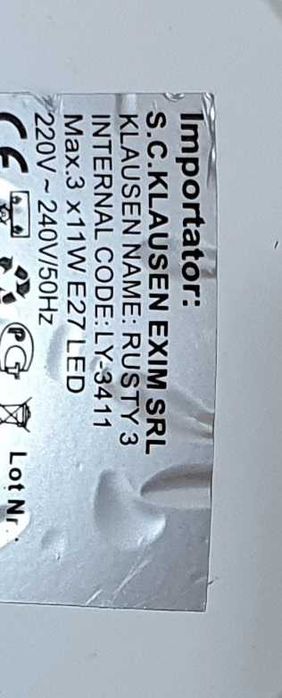 Importator:
S.C.KLAUSEN EXIM SRL
KLAUSEN NAME: RUSTY 3
INTERNAL CODE: LY-3411
Max.3 x11W E27 LED
220V ~ 240V/50Hz
CE
Lot Nr.: